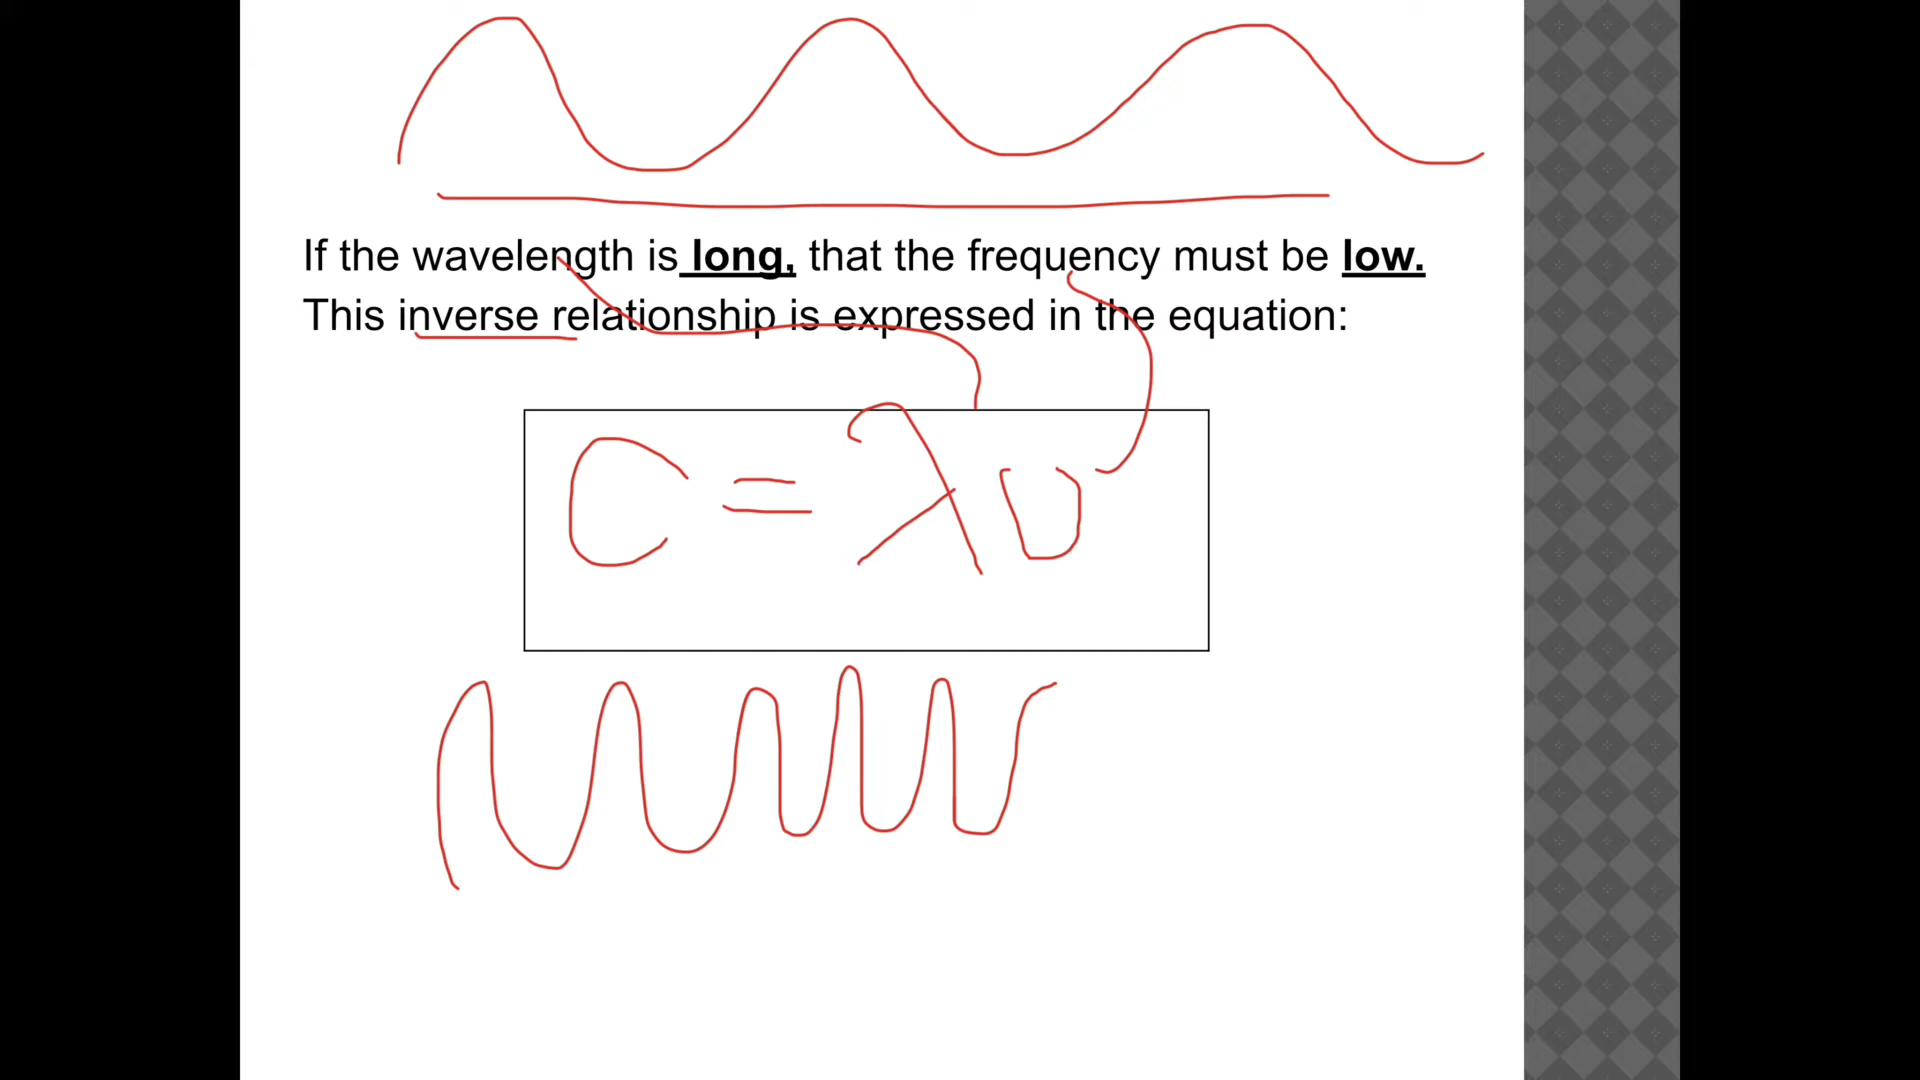 If the wavelength is long, that the frequency must be low.
This inverse relationship is expressed in the equation:
C = λυ